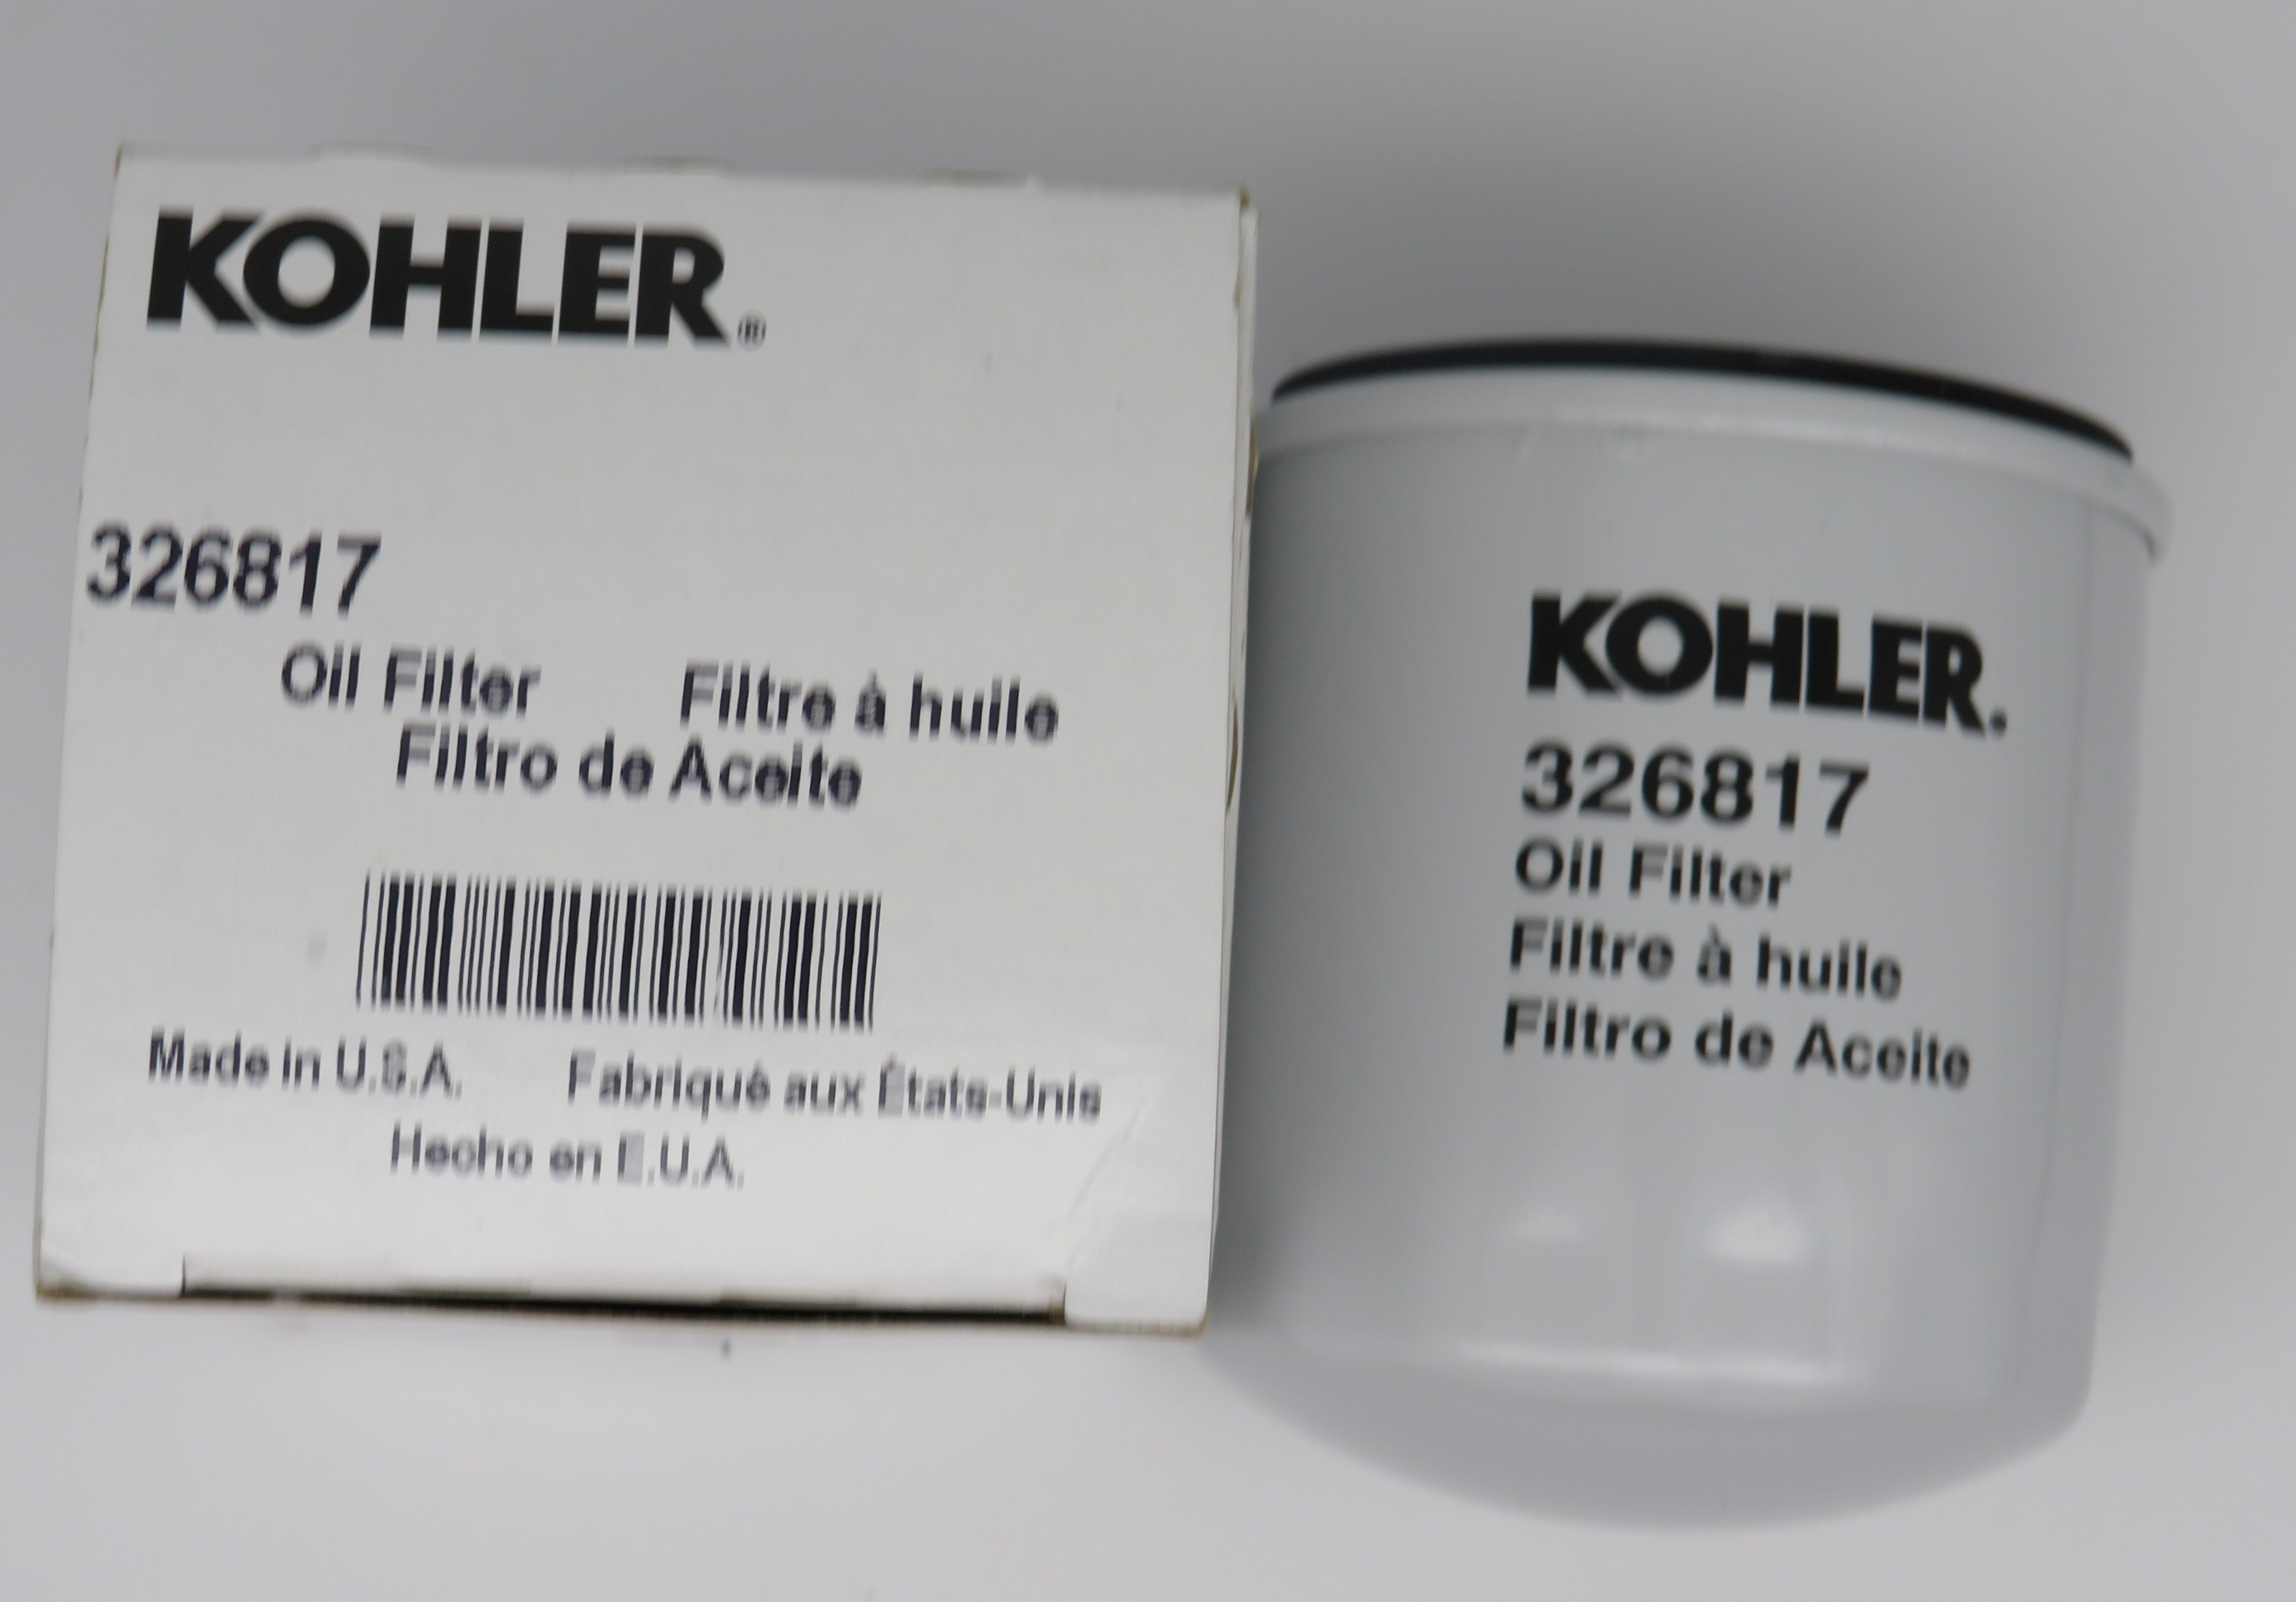 KOHLER®
326817
Oil Filter Filtre à huile
Filtro de Aceite
Made in U.S.A. Fabriqué aux États-Unis
Hecho en E.U.A.
KOHLER.
326817
Oil Filter
Filtre à huile
Filtro de Aceite